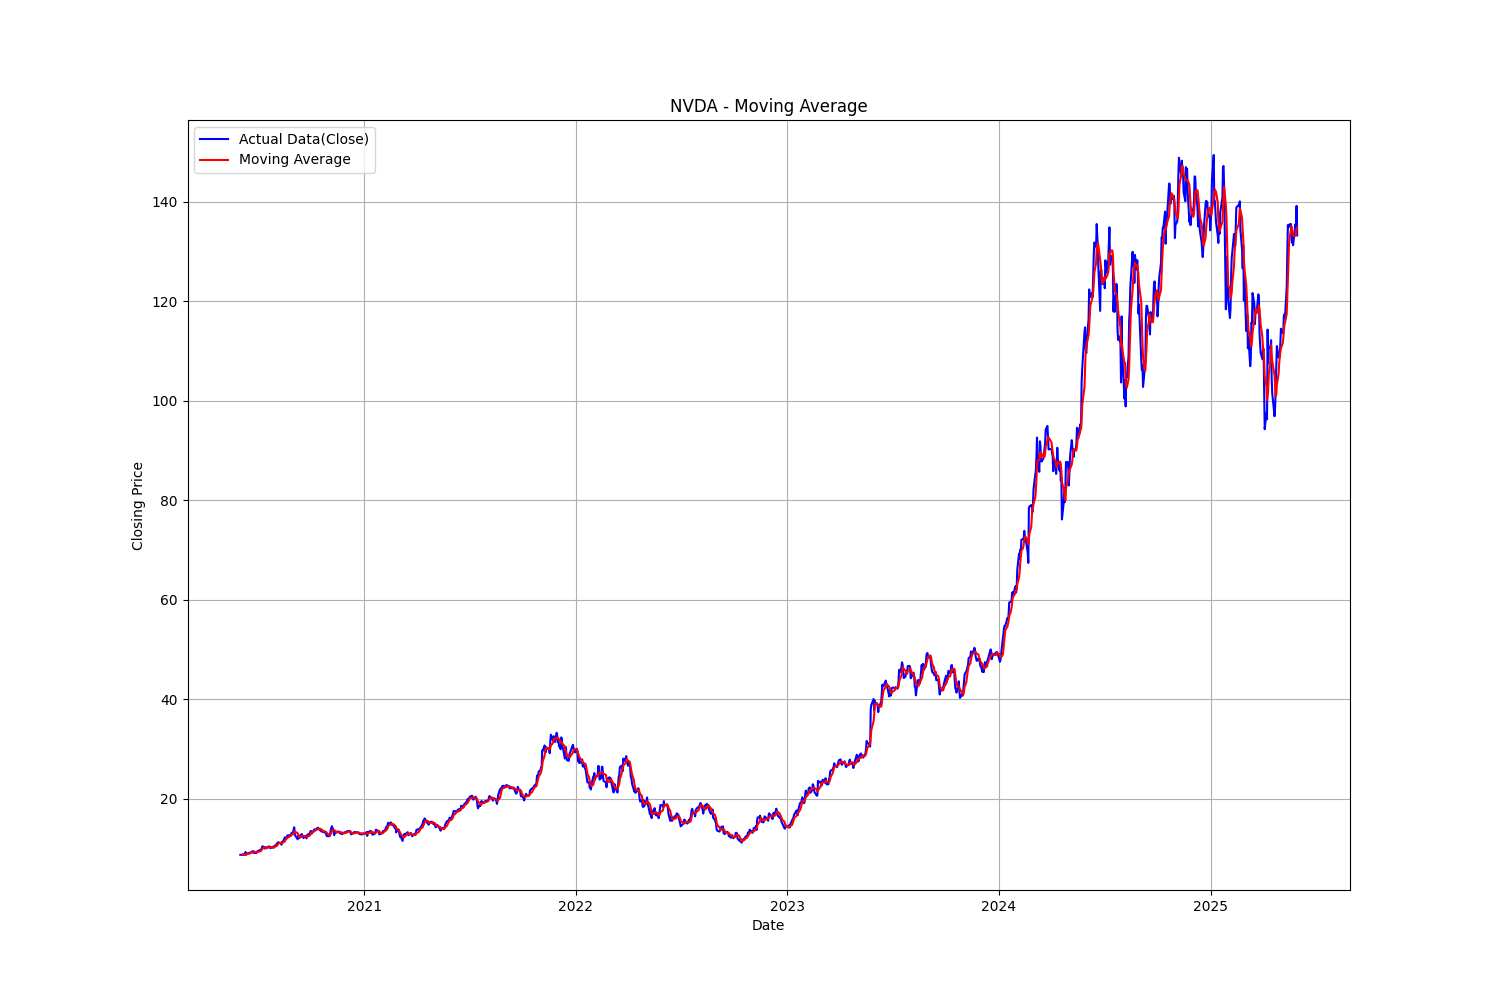 NVDA - Moving Average
Actual Data(Close)
Moving Average
140
120
100
80
60
40
20
Closing Price
2021
2022
2023
2024
2025
Date